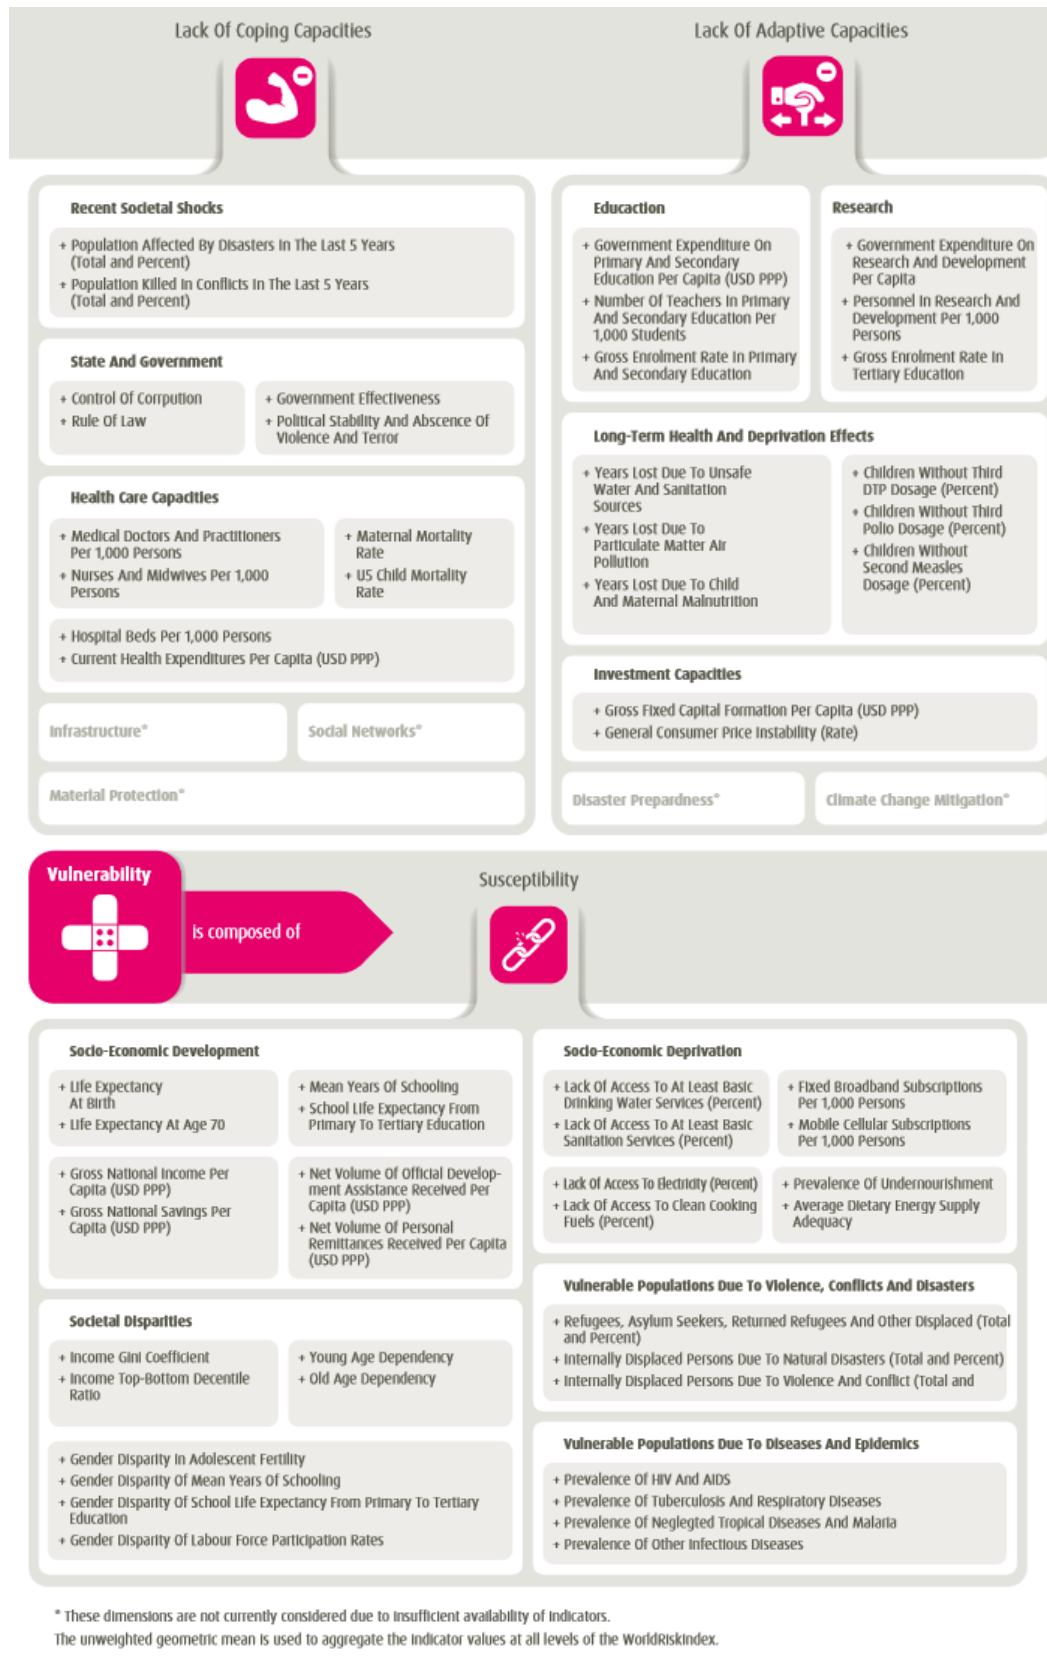 Lack Of Coping Capacities
Recent Societal Shocks
+ Population Affected By Disasters In The Last 5 Years
(Total and Percent)
+ Population Killed In Conflicts In The Last 5 Years
(Total and Percent)
State And Government
+ Control Of Corrpution
+ Rule Of Law
+ Government Effectiveness
+ Political Stability And Abscence Of
Violence And Terror
Health Care Capacities
+ Medical Doctors And Practitioners
Per 1,000 Persons
+ Nurses And Midwives Per 1,000
Persons
+ Maternal Mortality
Rate
+ U5 Child Mortality
Rate
+ Hospital Beds Per 1,000 Persons
+ Current Health Expenditures Per Capita (USD PPP)
Infrastructure*
Social Networks*
Material Protection*
Lack Of Adaptive Capacities
Educaction
+ Government Expenditure On
Primary And Secondary
Education Per Capita (USD PPP)
+ Number Of Teachers In Primary
And Secondary Education Per
1,000 Students
+ Gross Enrolment Rate In Primary
And Secondary Education
Research
+ Government Expenditure On
Research And Development
Per Capita
+ Personnel In Research And
Development Per 1,000
Persons
+ Gross Enrolment Rate In
Tertiary Education
Long-Term Health And Deprivation Effects
+ Years Lost Due To Unsafe
Water And Sanitation
Sources
+ Years Lost Due To
Particulate Matter Air
Pollution
+ Years Lost Due To Child
And Maternal Malnutrition
+ Children Without Third
DTP Dosage (Percent)
+ Children Without Third
Polio Dosage (Percent)
+ Children Without
Second Measles
Dosage (Percent)
Investment Capacities
+ Gross Fixed Capital Formation Per Capita (USD PPP)
+ General Consumer Price Instability (Rate)
Disaster Prepardness*
Climate Change Mitigation*
Vulnerability
is composed of
Susceptibility
Socio-Economic Development
+ Life Expectancy
At Birth
+ Life Expectancy At Age 70
+ Mean Years Of Schooling
+ School Life Expectancy From
Primary To Tertiary Education
+ Gross National Income Per
Capita (USD PPP)
+ Gross National Savings Per
Capita (USD PPP)
+ Net Volume Of Official Develop-
ment Assistance Received Per
Capita (USD PPP)
+ Net Volume Of Personal
Remittances Received Per Capita
(USD PPP)
Societal Disparities
+ Income Gini Coefficient
+ Income Top-Bottom Decentile
Ratio
+ Young Age Dependency
+ Old Age Dependency
+ Gender Disparity In Adolescent Fertility
+ Gender Disparity Of Mean Years Of Schooling
+ Gender Disparity Of School Life Expectancy From Primary To Tertiary
Education
+ Gender Disparity Of Labour Force Participation Rates
Socio-Economic Deprivation
+ Lack Of Access To At Least Basic
Drinking Water Services (Percent)
+ Lack Of Access To At Least Basic
Sanitation Services (Percent)
+ Fixed Broadband Subscriptions
Per 1,000 Persons
+ Mobile Cellular Subscriptions
Per 1,000 Persons
+ Lack Of Access To Electricity (Percent)
+ Lack Of Access To Clean Cooking
Fuels (Percent)
+ Prevalence Of Undernourishment
+ Average Dietary Energy Supply
Adequacy
Vulnerable Populations Due To Violence, Conflicts And Disasters
+ Refugees, Asylum Seekers, Returned Refugees And Other Displaced (Total
and Percent)
+ Internally Displaced Persons Due To Natural Disasters (Total and Percent)
+ Internally Displaced Persons Due To Violence And Conflict (Total and
Vulnerable Populations Due To Diseases And Epidemics
+ Prevalence Of HIV And AIDS
+ Prevalence Of Tuberculosis And Respiratory Diseases
+ Prevalence Of Neglegted Tropical Diseases And Malaria
+ Prevalence Of Other Infectious Diseases
* These dimensions are not currently considered due to insufficient availability of indicators.
The unweighted geometric mean is used to aggregate the indicator values at all levels of the WorldRiskIndex.